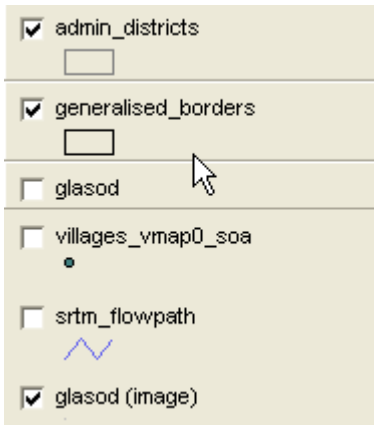 admin_districts
generalised_borders
glasod
villages_vmap0_soa
srtm_flowpath
glasod (image)